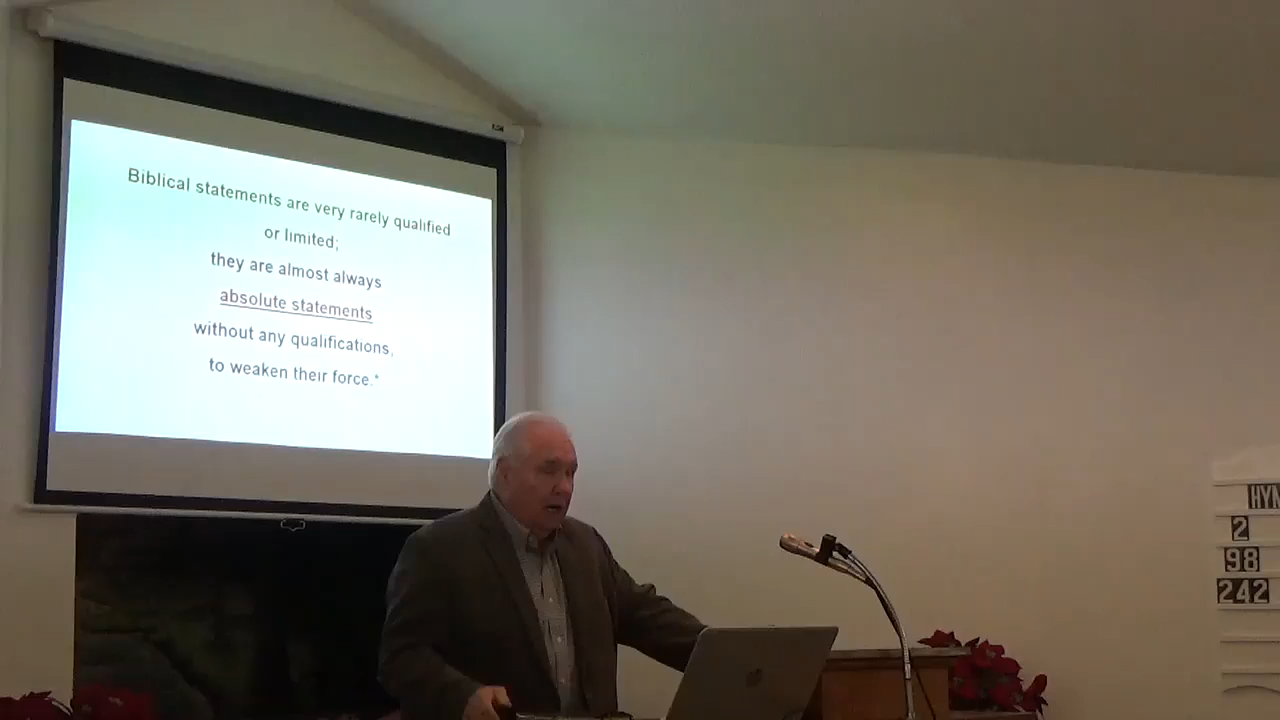 Biblical statements are very rarely qualified
or limited;
they are almost always
absolute statements
without any qualifications,
to weaken their force.*
HYN
2
98
242